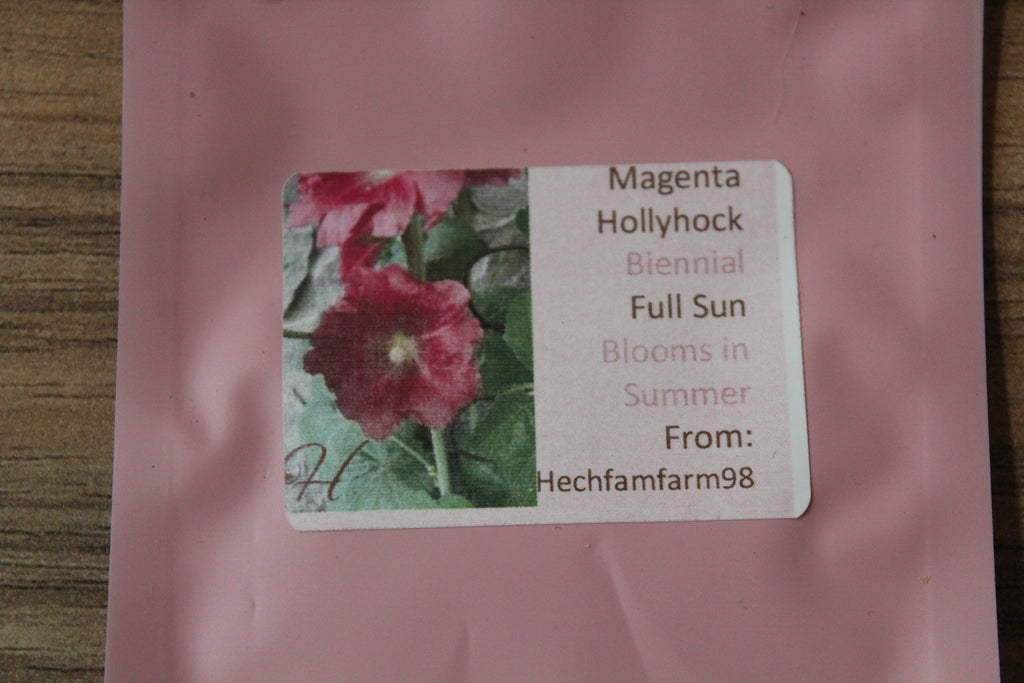 Magenta
Hollyhock
Biennial
Full Sun
Blooms in
Summer
From:
Hechfamfarm98
H